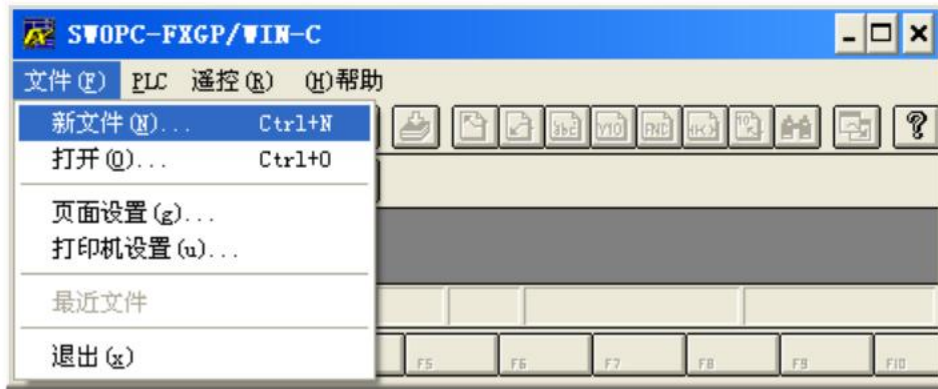 SWOPC-FXGP/WIN-C
文件(F) PLC 遥控(R) (H)帮助
新文件(N)... Ctrl+N
打开(O)... Ctrl+O
页面设置(g)...
打印机设置(u)...
最近文件
退出(x)
F5 F6 F7 F8 F9 F10